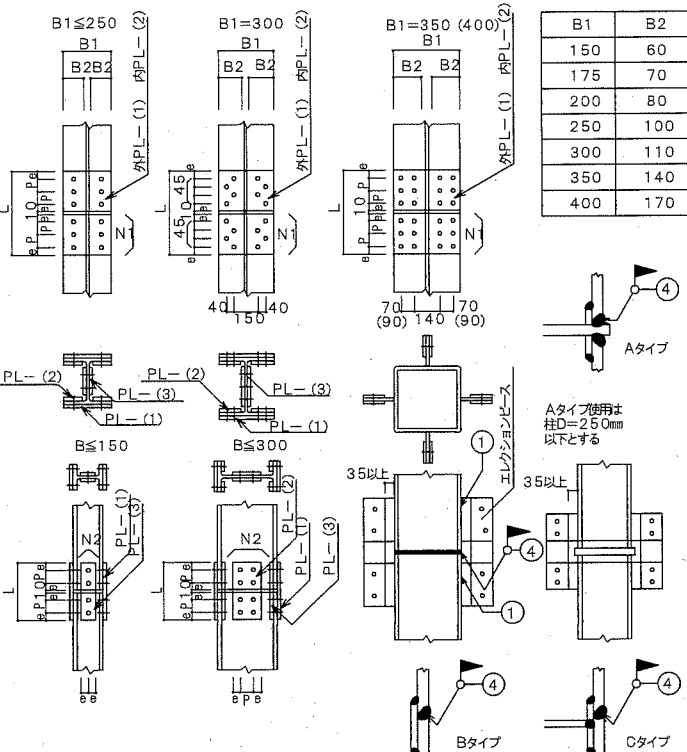 B1≦250
B1
B2 B2
外PL－(1) 内PL－(2)
L
e
P
e
P
10
e
P
e
P
e
N1
B1=300
B1
B2 B2
外PL－(1) 内PL－(2)
L
e
45
10
45
e
N1
40 150 40
B1=350 (400)
B1
B2 B2
外PL－(1) 内PL－(2)
L
e
P
10
P
e
N1
70 140 70
(90) (90)
B1 B2
150 60
175 70
200 80
250 100
300 110
350 140
400 170
4
Aタイプ
Aタイプ使用は
柱D=250㎜
以下とする
PL－(2)
PL－(3)
PL－(1)
PL－(2)
PL－(3)
PL－(1)
B≦150
PL－(1)
PL－(3)
N2
L
eP10Pe
e e
B≦300
PL－(2)
PL－(1)
PL－(3)
N2
L
eP10Pe
e P e
エレクションピース
35以上
1
4
1
35以上
4
Bタイプ
4
Cタイプ